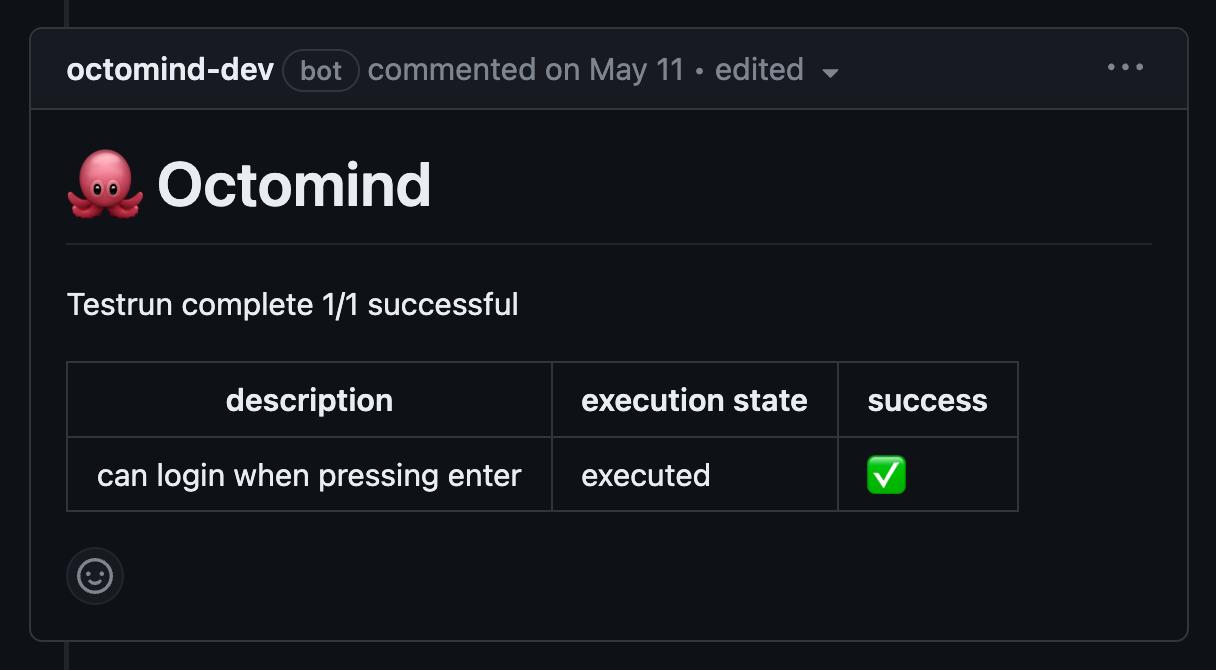 octomind-dev bot commented on May 11 • edited
Octomind
Testrun complete 1/1 successful
description execution state success
can login when pressing enter executed ✅